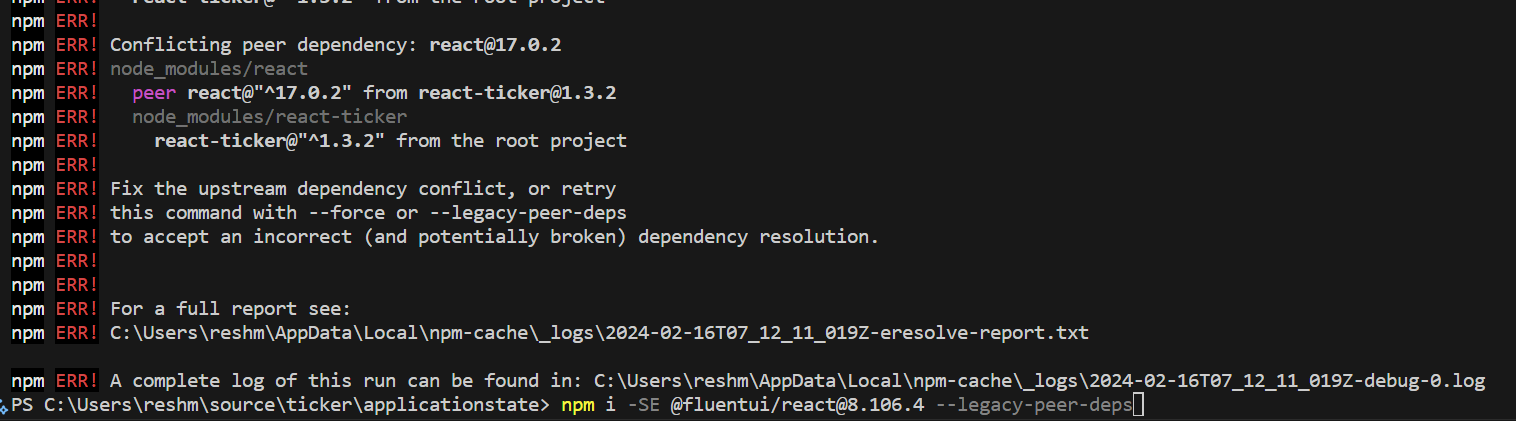 npm ERR!   react-ticker@"^1.3.2" from the root project
npm ERR!
npm ERR! Conflicting peer dependency: react@17.0.2
npm ERR! node_modules/react
npm ERR!   peer react@"^17.0.2" from react-ticker@1.3.2
npm ERR!   node_modules/react-ticker
npm ERR!     react-ticker@"^1.3.2" from the root project
npm ERR!
npm ERR! Fix the upstream dependency conflict, or retry
npm ERR! this command with --force or --legacy-peer-deps
npm ERR! to accept an incorrect (and potentially broken) dependency resolution.
npm ERR!
npm ERR!
npm ERR! For a full report see:
npm ERR! C:\Users\reshm\AppData\Local\npm-cache\_logs\2024-02-16T07_12_11_019Z-eresolve-report.txt
npm ERR! A complete log of this run can be found in: C:\Users\reshm\AppData\Local\npm-cache\_logs\2024-02-16T07_12_11_019Z-debug-0.log
PS C:\Users\reshm\source\ticker\applicationstate> npm i -SE @fluentui/react@8.106.4 --legacy-peer-deps